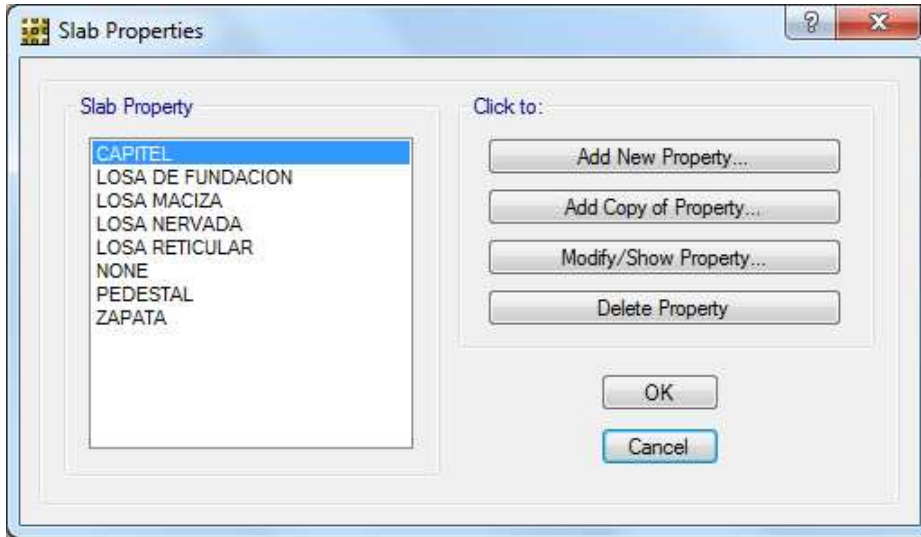 Slab Properties
Slab Property
CAPITEL
LOSA DE FUNDACION
LOSA MACIZA
LOSA NERVADA
LOSA RETICULAR
NONE
PEDESTAL
ZAPATA
Click to:
Add New Property...
Add Copy of Property...
Modify/Show Property...
Delete Property
OK
Cancel